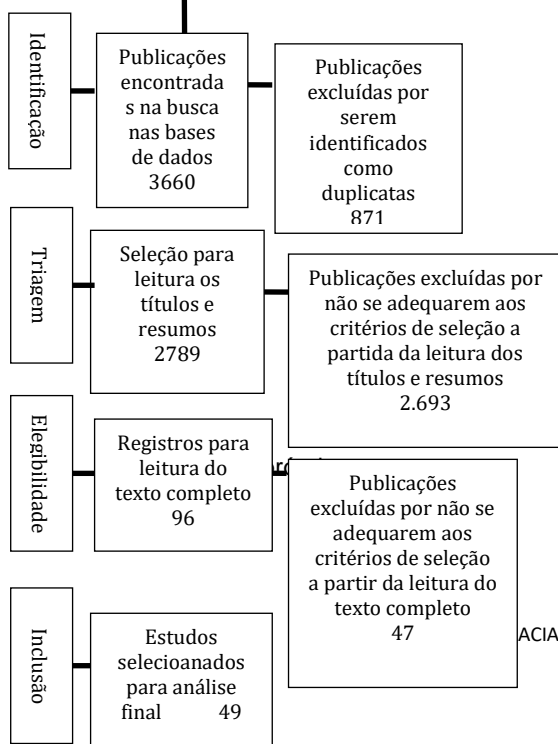 Identificação
Publicações
encontrada
s na busca
nas bases
de dados
3660
Publicações
excluídas por
serem
identificados
como
duplicatas
871
Triagem
Seleção para
leitura os
títulos e
resumos
2789
Publicações excluídas por
não se adequarem aos
critérios de seleção a
partida da leitura dos
títulos e resumos
2.693
Elegibilidade
Registros para
leitura do
texto completo
96
Publicações
excluídas por não se
adequarem aos
critérios de seleção
a partir da leitura do
texto completo
47
ACIA
Inclusão
Estudos
selecioanados
para análise
final 49